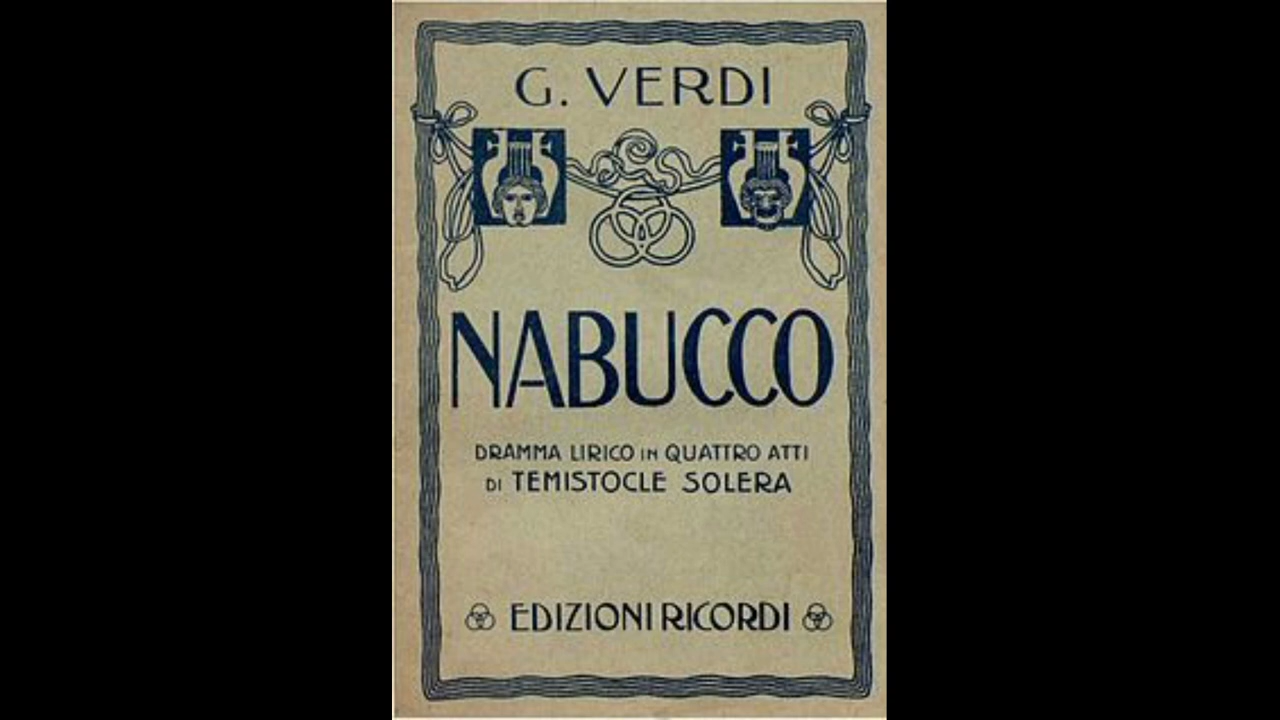 G. VERDI
NABUCCO
DRAMMA LIRICO IN QUATTRO ATTI
DI TEMISTOCLE SOLERA
EDIZIONI RICORDI